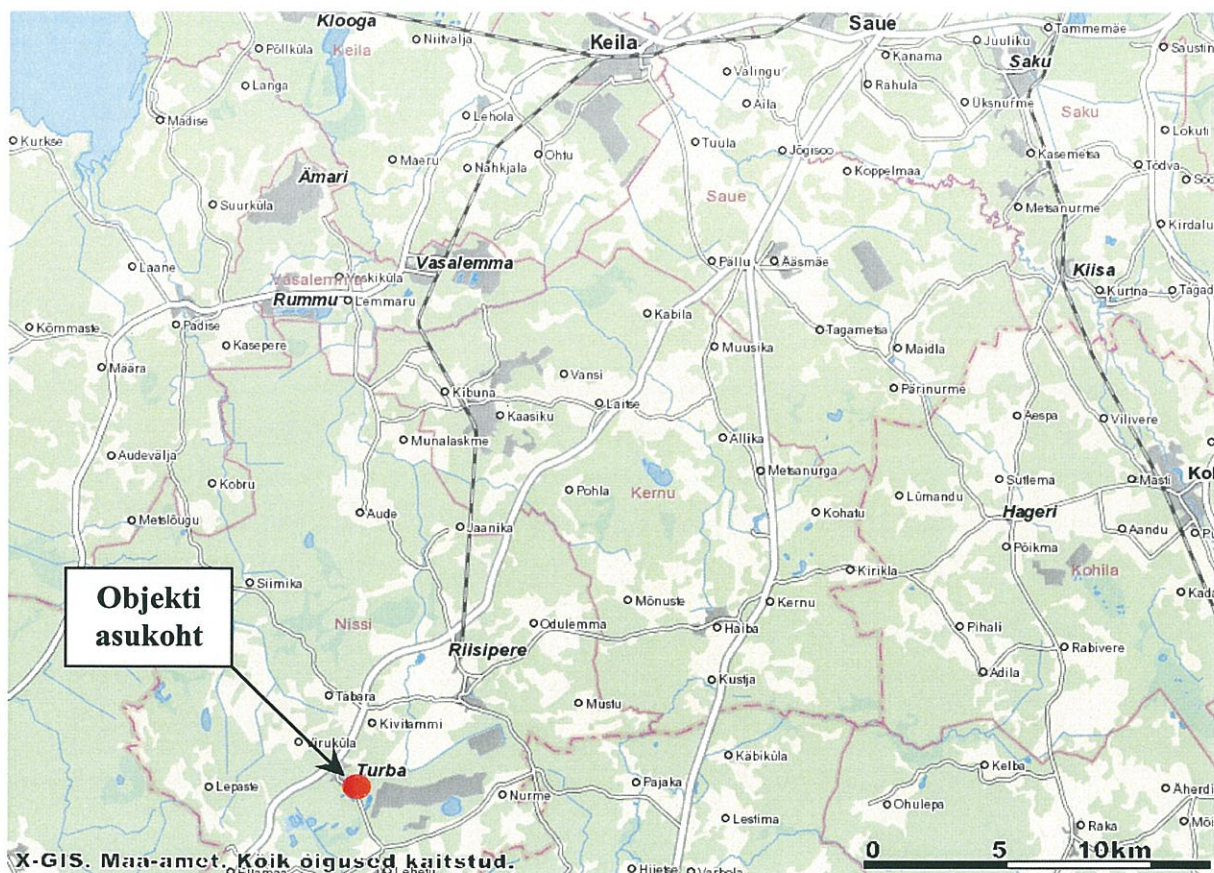 Klooga
Niitvälja
Põllküla
Keila
Keila
Saue
Tammemäe
Juuliku
Kanama
Saku
Langa
Valingu
Rahula
Üksnurme
Madise
Lehola
Aila
Saku
Lokuti
Kurkse
Tuula
Jõgisoo
Kasemetsa
Maeru
Nahkjala
Ohtu
Koppelmaa
Tõdva
Ämari
Suurküla
Saue
Metsanurme
Kirdalu
Laane
Vasalemma
Vasalemma
Pällu
Ääsmäe
Kiisa
Rummu
Lemmaru
Kurtna
Kõmmaste
Padise
Kabila
Tagametsa
Kasepere
Muusika
Maidla
Määra
Vansi
Pärinurme
Kibuna
Kaasiku
Laitse
Aespa
Vilivere
Munalaskme
Allika
Audevälja
Metsanurga
Kobru
Pohla
Kernu
Sutlema
Masti
Metslõugu
Aude
Lümandu
Jaanika
Kohatu
Hageri
Aandu
Põikma
Kirikla
Kohila
Objekti
asukoht
Siimika
Mõnuste
Kernu
Nissi
Odulemma
Haiba
Pihali
Riisipere
Rabivere
Adila
Kustja
Tabara
Mustu
Kivitammi
Viruküla
Käbiküla
Turba
Kelba
Lepaste
Nurme
Pajaka
Ohulepa
Lestima
Raka
X-GIS. Maa-amet. Kõik õigused kaitstud.
0 5 10km